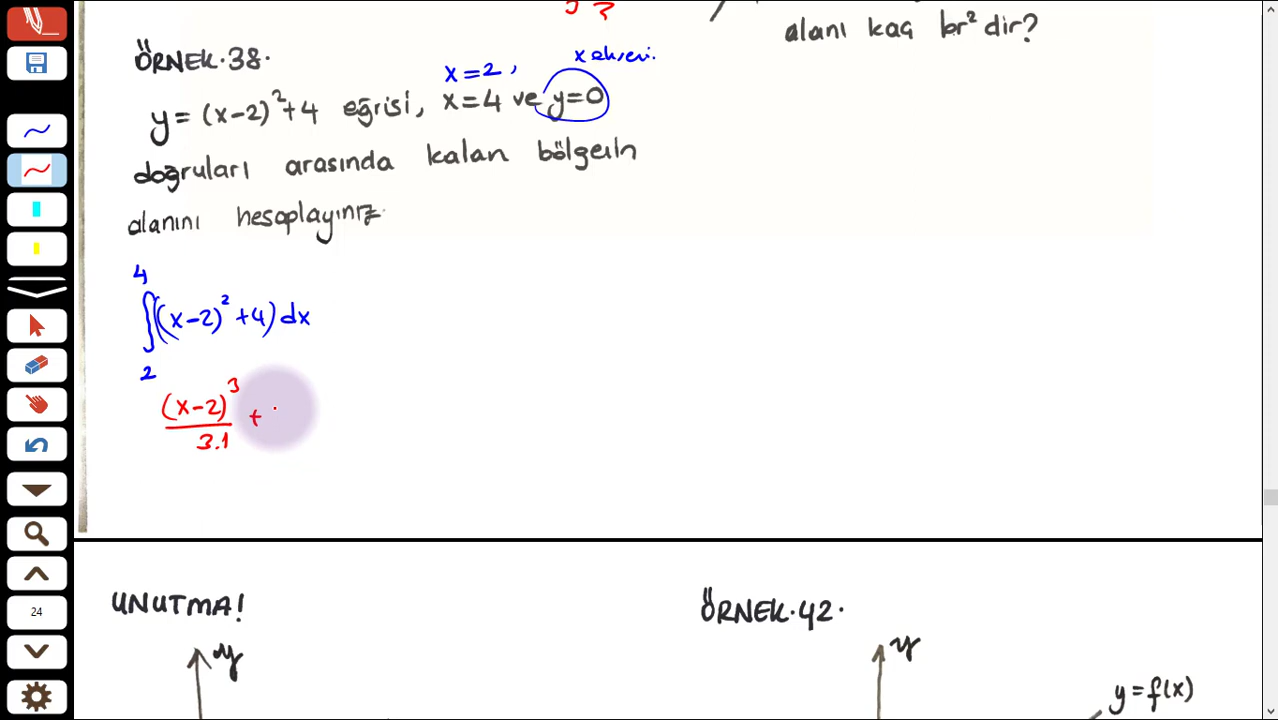 alanı kaç br² dir?
ÖRNEK.38.
x=2, x ekseni.
y = (x-2)²+4 eğrisi, x=4 ve y=0
doğruları arasında kalan bölgenin
alanını hesaplayınız.
4
∫((x-2)²+4)dx
2
(x-2)³ +
3.1
24
UNUTMA!
ÖRNEK.42.
y
y
y=f(x)